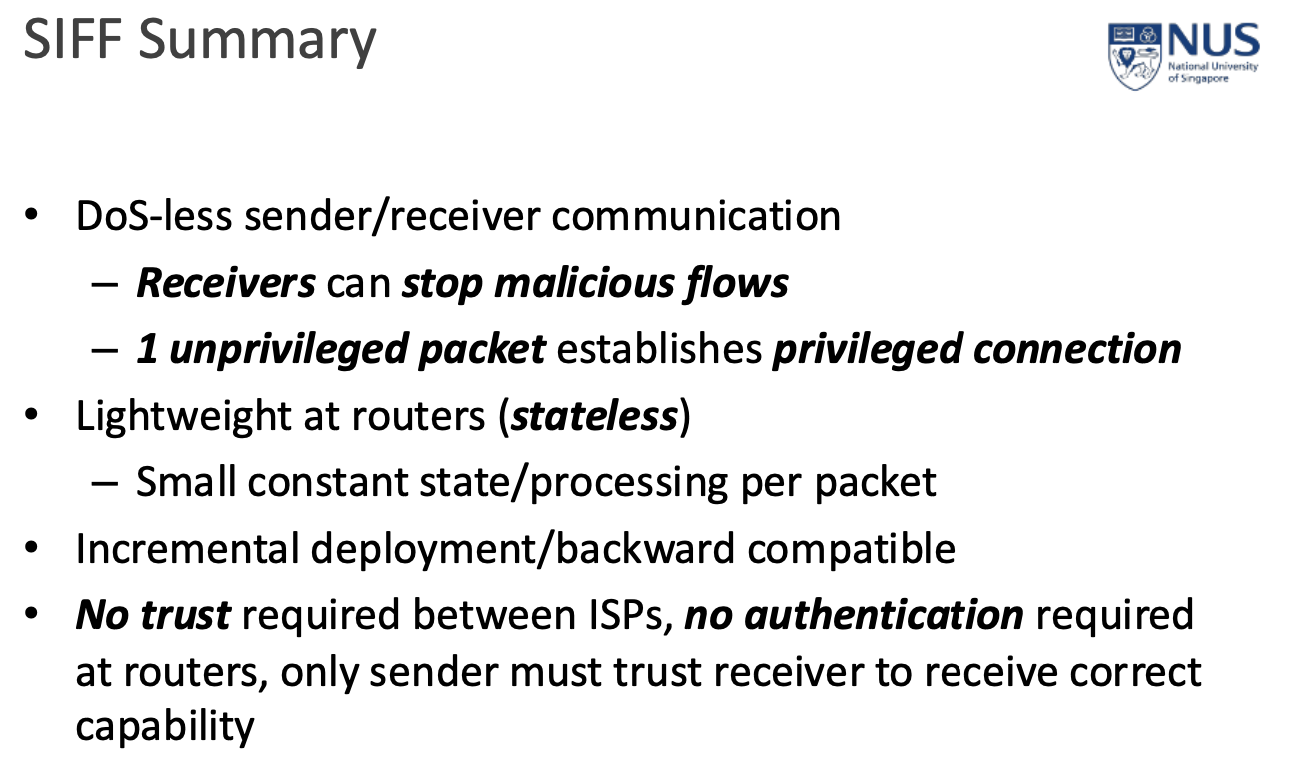 SIFF Summary
NUS
National University
of Singapore
• DoS-less sender/receiver communication
– Receivers can stop malicious flows
– 1 unprivileged packet establishes privileged connection
• Lightweight at routers (stateless)
– Small constant state/processing per packet
• Incremental deployment/backward compatible
• No trust required between ISPs, no authentication required
at routers, only sender must trust receiver to receive correct
capability